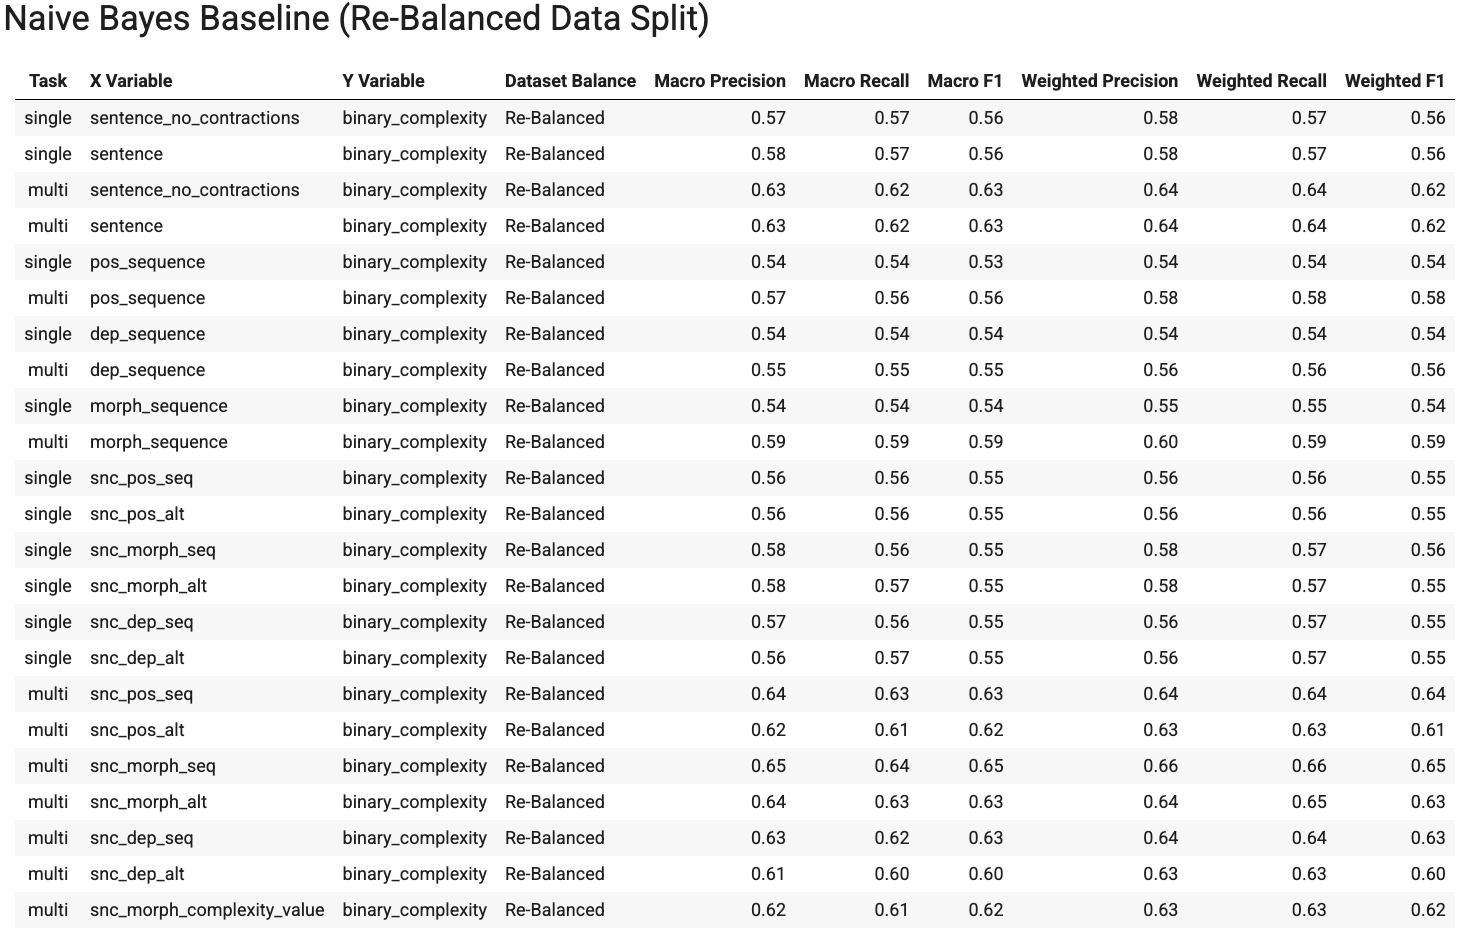 Naive Bayes Baseline (Re-Balanced Data Split)
Task X Variable Y Variable Dataset Balance Macro Precision Macro Recall Macro F1 Weighted Precision Weighted Recall Weighted F1
single sentence_no_contractions binary_complexity Re-Balanced 0.57 0.57 0.56 0.58 0.57 0.56
single sentence binary_complexity Re-Balanced 0.58 0.57 0.56 0.58 0.57 0.56
multi sentence_no_contractions binary_complexity Re-Balanced 0.63 0.62 0.63 0.64 0.64 0.62
multi sentence binary_complexity Re-Balanced 0.63 0.62 0.63 0.64 0.64 0.62
single pos_sequence binary_complexity Re-Balanced 0.54 0.54 0.53 0.54 0.54 0.54
multi pos_sequence binary_complexity Re-Balanced 0.57 0.56 0.56 0.58 0.58 0.58
single dep_sequence binary_complexity Re-Balanced 0.54 0.54 0.54 0.54 0.54 0.54
multi dep_sequence binary_complexity Re-Balanced 0.55 0.55 0.55 0.56 0.56 0.56
single morph_sequence binary_complexity Re-Balanced 0.54 0.54 0.54 0.55 0.55 0.54
multi morph_sequence binary_complexity Re-Balanced 0.59 0.59 0.59 0.60 0.59 0.59
single snc_pos_seq binary_complexity Re-Balanced 0.56 0.56 0.55 0.56 0.56 0.55
single snc_pos_alt binary_complexity Re-Balanced 0.56 0.56 0.55 0.56 0.56 0.55
single snc_morph_seq binary_complexity Re-Balanced 0.58 0.56 0.55 0.58 0.57 0.56
single snc_morph_alt binary_complexity Re-Balanced 0.58 0.57 0.55 0.58 0.57 0.55
single snc_dep_seq binary_complexity Re-Balanced 0.57 0.56 0.55 0.56 0.57 0.55
single snc_dep_alt binary_complexity Re-Balanced 0.56 0.57 0.55 0.56 0.57 0.55
multi snc_pos_seq binary_complexity Re-Balanced 0.64 0.63 0.63 0.64 0.64 0.64
multi snc_pos_alt binary_complexity Re-Balanced 0.62 0.61 0.62 0.63 0.63 0.61
multi snc_morph_seq binary_complexity Re-Balanced 0.65 0.64 0.65 0.66 0.66 0.65
multi snc_morph_alt binary_complexity Re-Balanced 0.64 0.63 0.63 0.64 0.65 0.63
multi snc_dep_seq binary_complexity Re-Balanced 0.63 0.62 0.63 0.64 0.64 0.63
multi snc_dep_alt binary_complexity Re-Balanced 0.61 0.60 0.60 0.63 0.63 0.60
multi snc_morph_complexity_value binary_complexity Re-Balanced 0.62 0.61 0.62 0.63 0.63 0.62